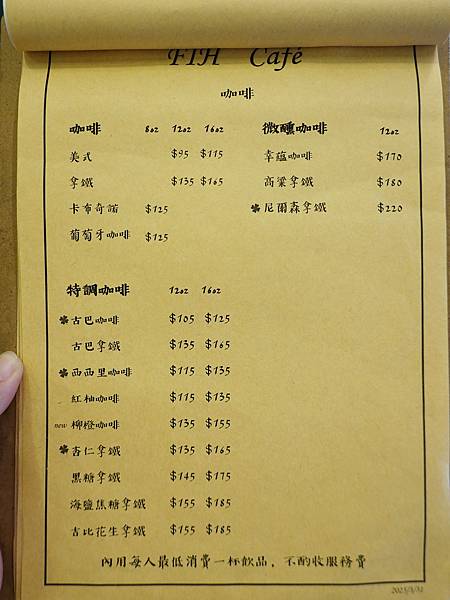 FIH Café
咖啡
咖啡 8oz 12oz 16oz
美式 $95 $115
拿鐵 $135 $165
卡布奇諾 $125
葡萄牙咖啡 $125
微醺咖啡 12oz
幸蘊咖啡 $170
高粱拿鐵 $180
尼爾森拿鐵 $220
特調咖啡 12oz 16oz
古巴咖啡 $105 $125
古巴拿鐵 $135 $165
西西里咖啡 $115 $135
紅柚咖啡 $115 $135
new 柳橙咖啡 $135 $155
杏仁拿鐵 $135 $165
黑糖拿鐵 $145 $175
海鹽焦糖拿鐵 $155 $185
吉比花生拿鐵 $155 $185
內用每人最低消費一杯飲品，不酌收服務費
2023/3/31